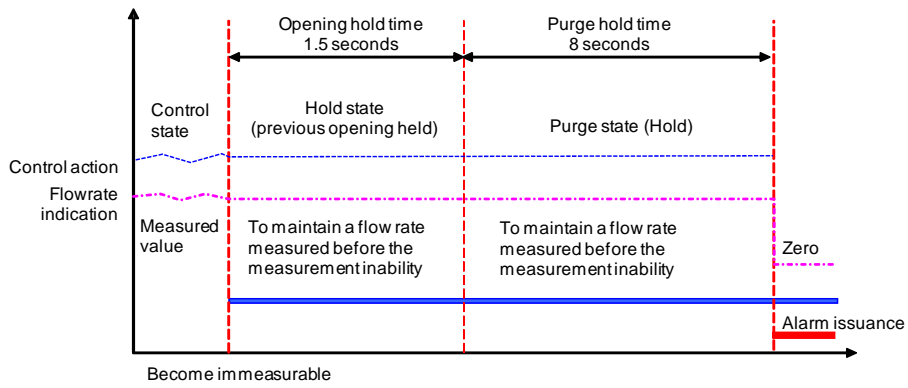 Opening hold time
1.5 seconds
Purge hold time
8 seconds
Control
state
Hold state
(previous opening held)
Purge state (Hold)
Control action
Flowrate
indication
Measured
value
To maintain a flow rate
measured before the
measurement inability
To maintain a flow rate
measured before the
measurement inability
Zero
Alarm issuance
Become immeasurable